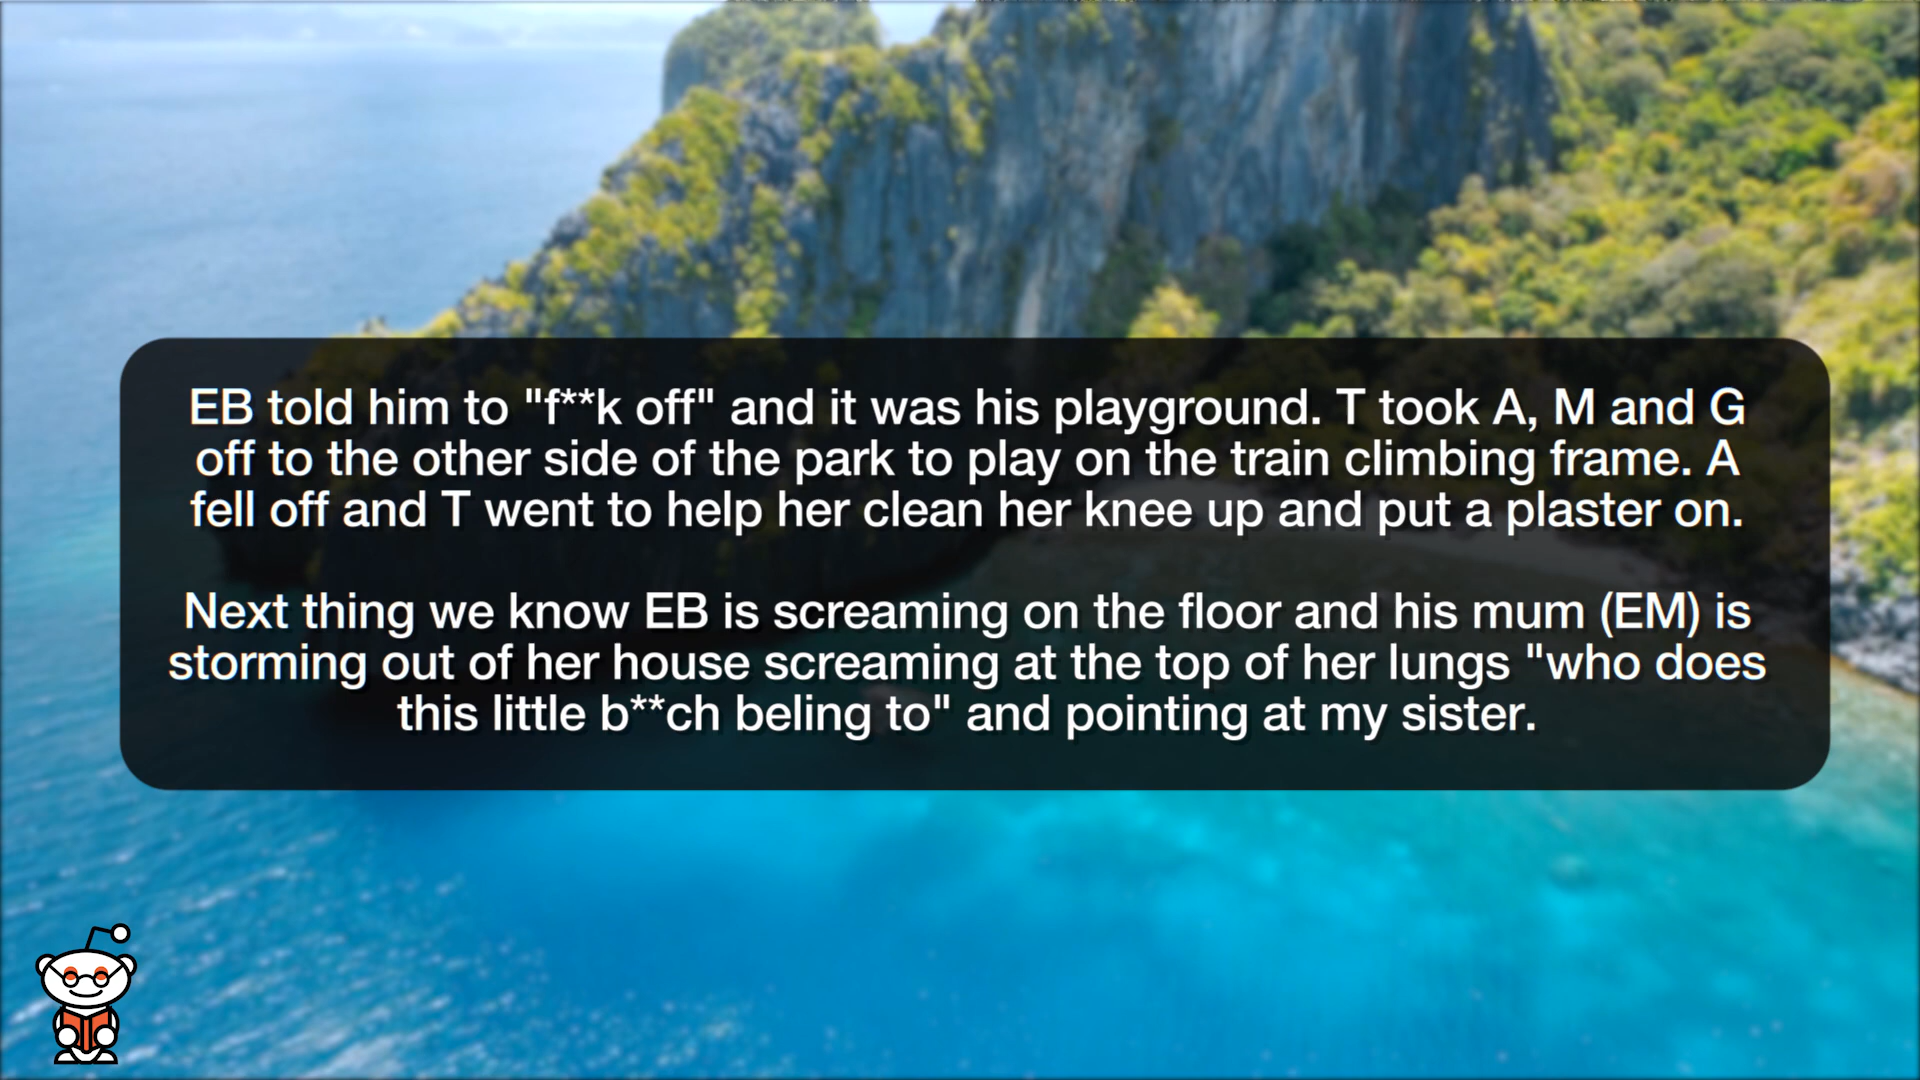 EB told him to "f**k off" and it was his playground. T took A, M and G
off to the other side of the park to play on the train climbing frame. A
fell off and T went to help her clean her knee up and put a plaster on.
Next thing we know EB is screaming on the floor and his mum (EM) is
storming out of her house screaming at the top of her lungs "who does
this little b**ch beling to" and pointing at my sister.